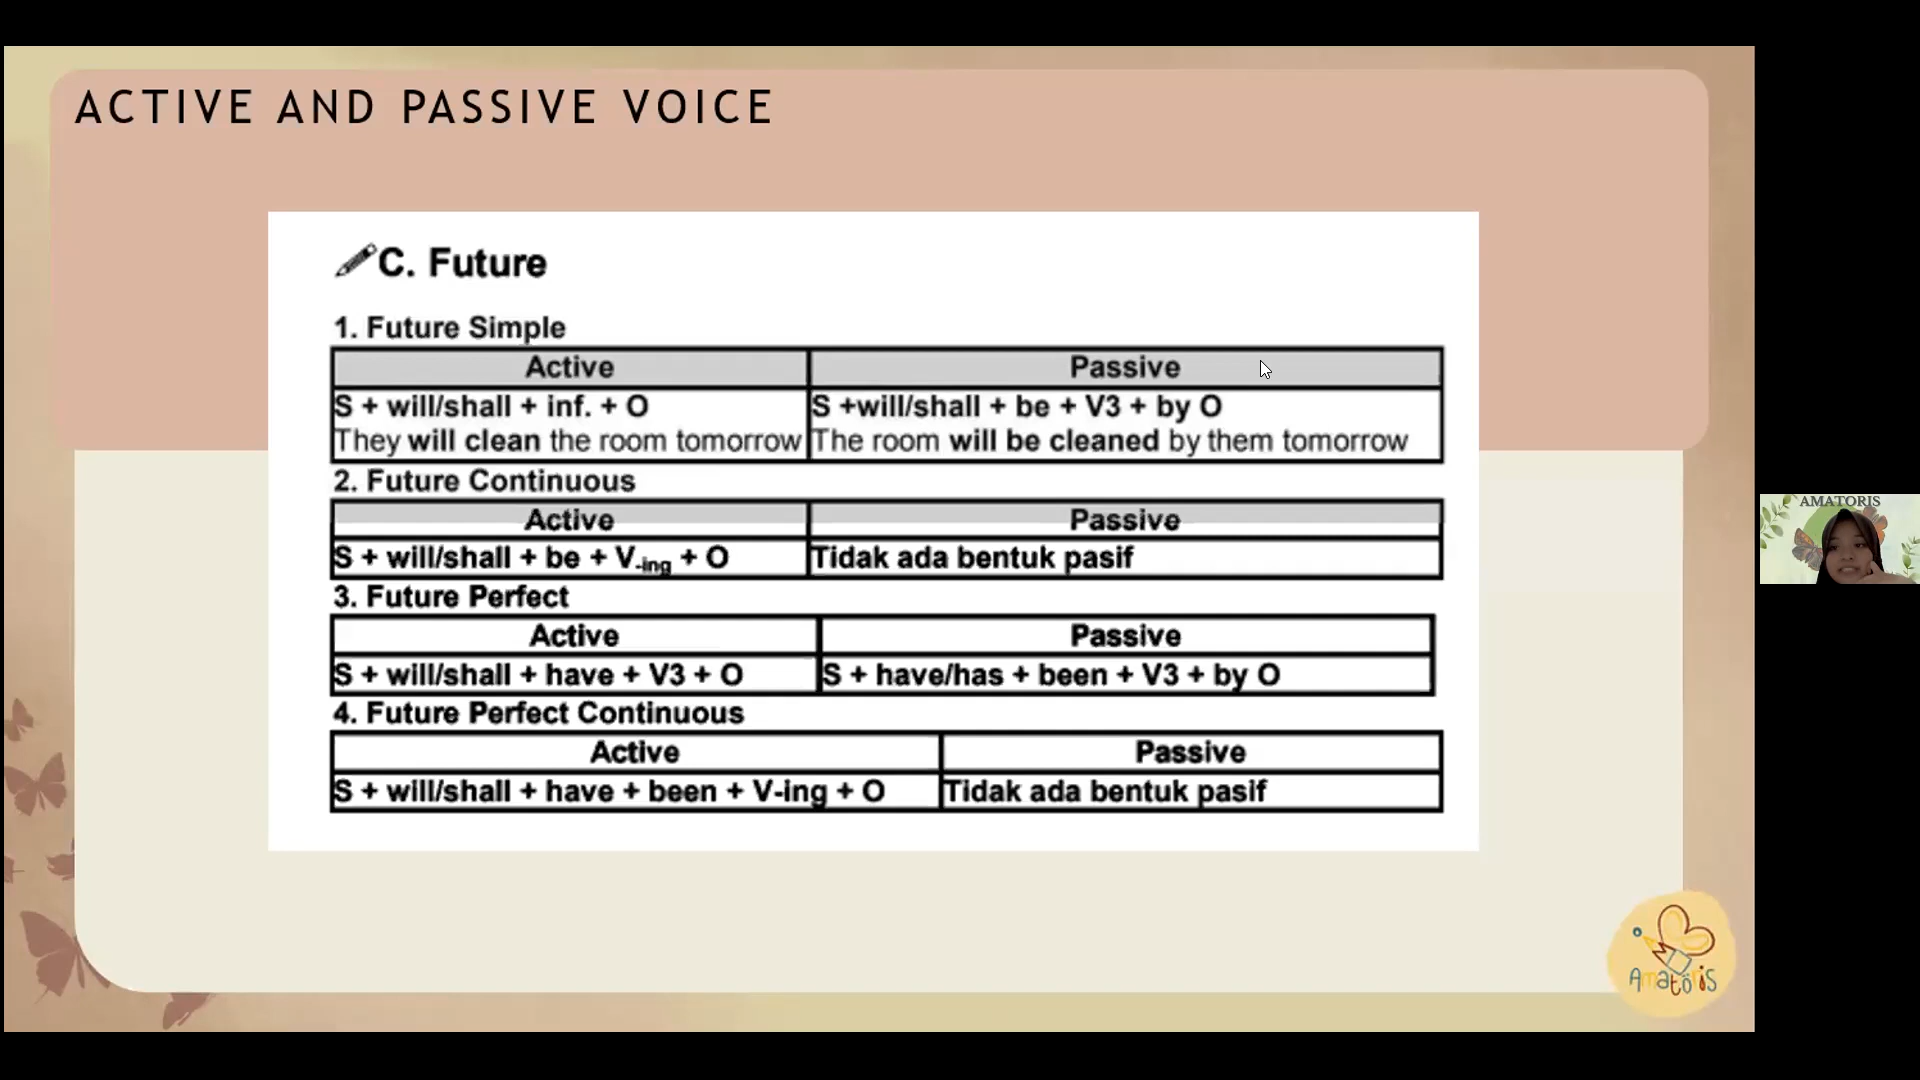 ACTIVE AND PASSIVE VOICE
C. Future
1. Future Simple
Active Passive
S + will/shall + inf. + O S +will/shall + be + V3 + by O
They will clean the room tomorrow The room will be cleaned by them tomorrow
2. Future Continuous
Active Passive
S + will/shall + be + V-ing + O Tidak ada bentuk pasif
3. Future Perfect
Active Passive
S + will/shall + have + V3 + O S + have/has + been + V3 + by O
4. Future Perfect Continuous
Active Passive
S + will/shall + have + been + V-ing + O Tidak ada bentuk pasif
AMATORIS
Amatöris